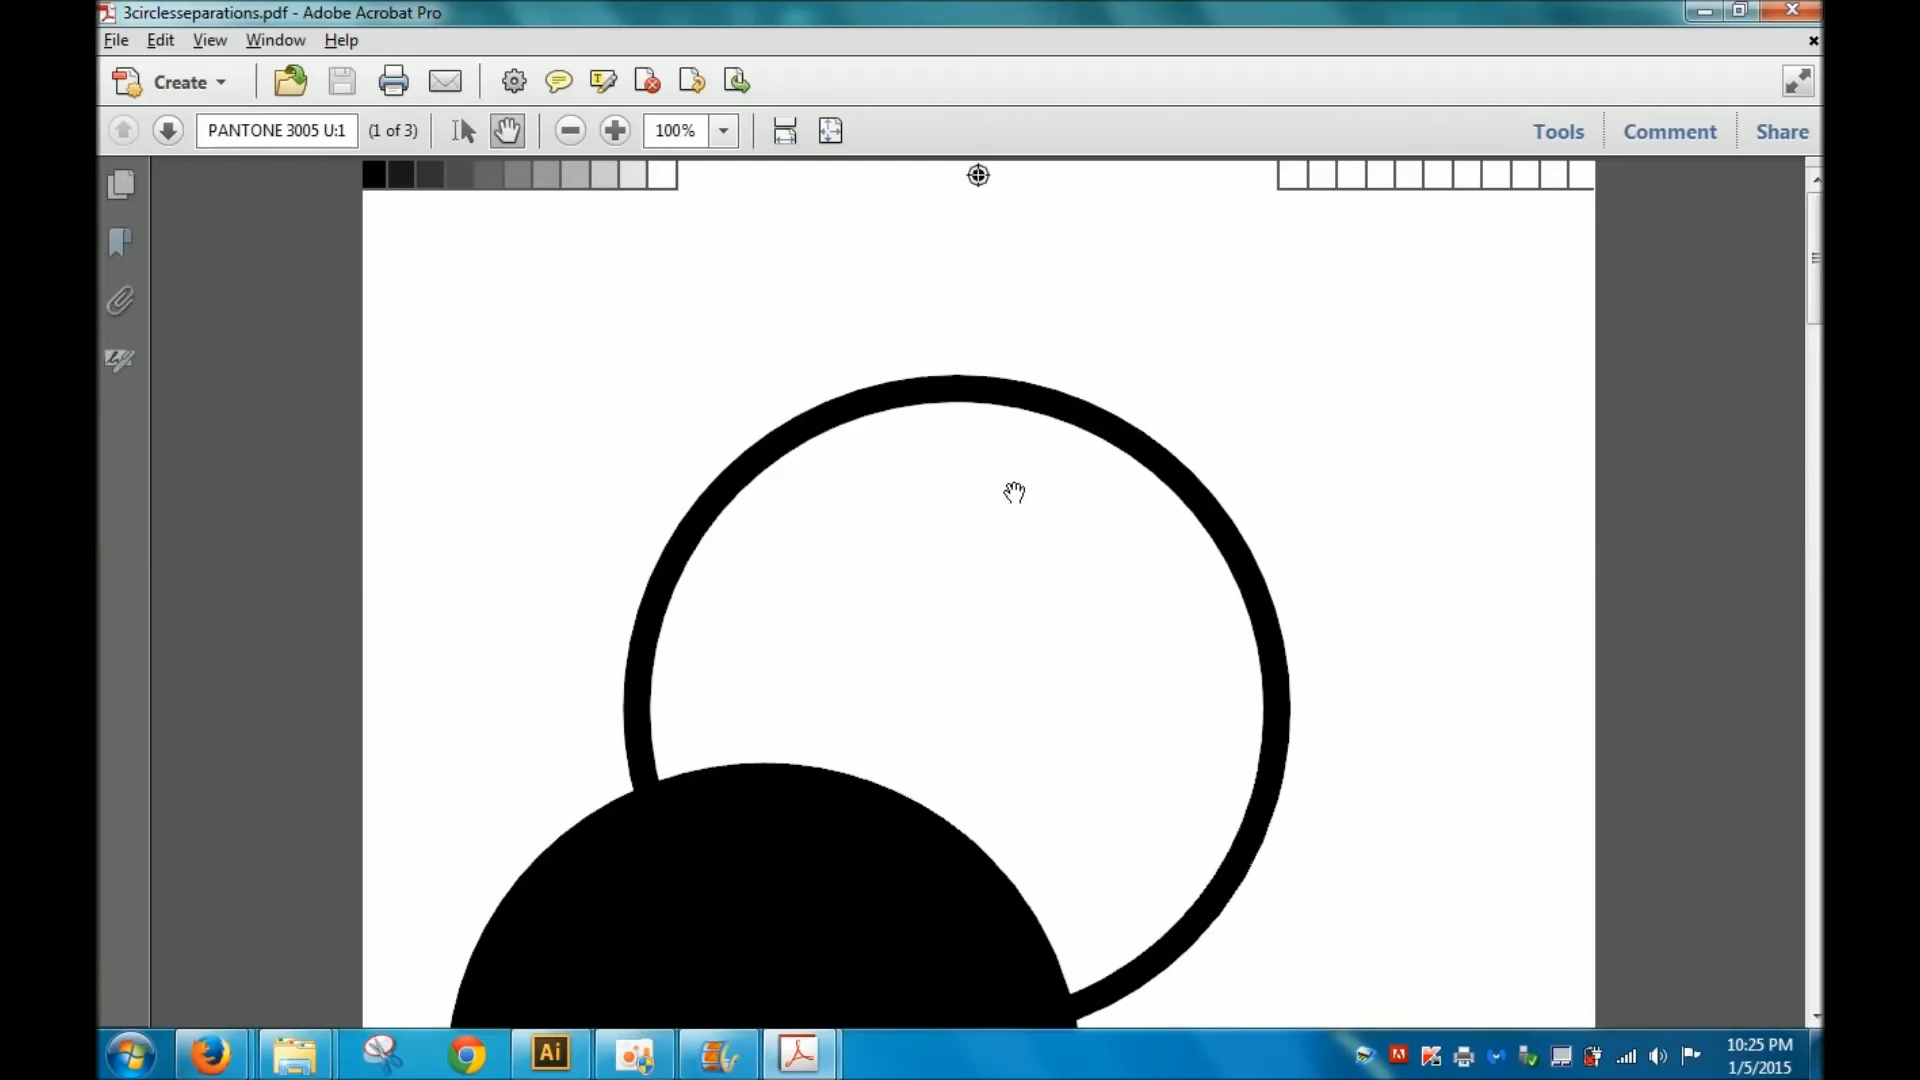 3circlesseparations.pdf - Adobe Acrobat Pro
File Edit View Window Help
Create
PANTONE 3005 U:1 (1 of 3) 100% Tools Comment Share
Ai
10:25 PM
1/5/2015